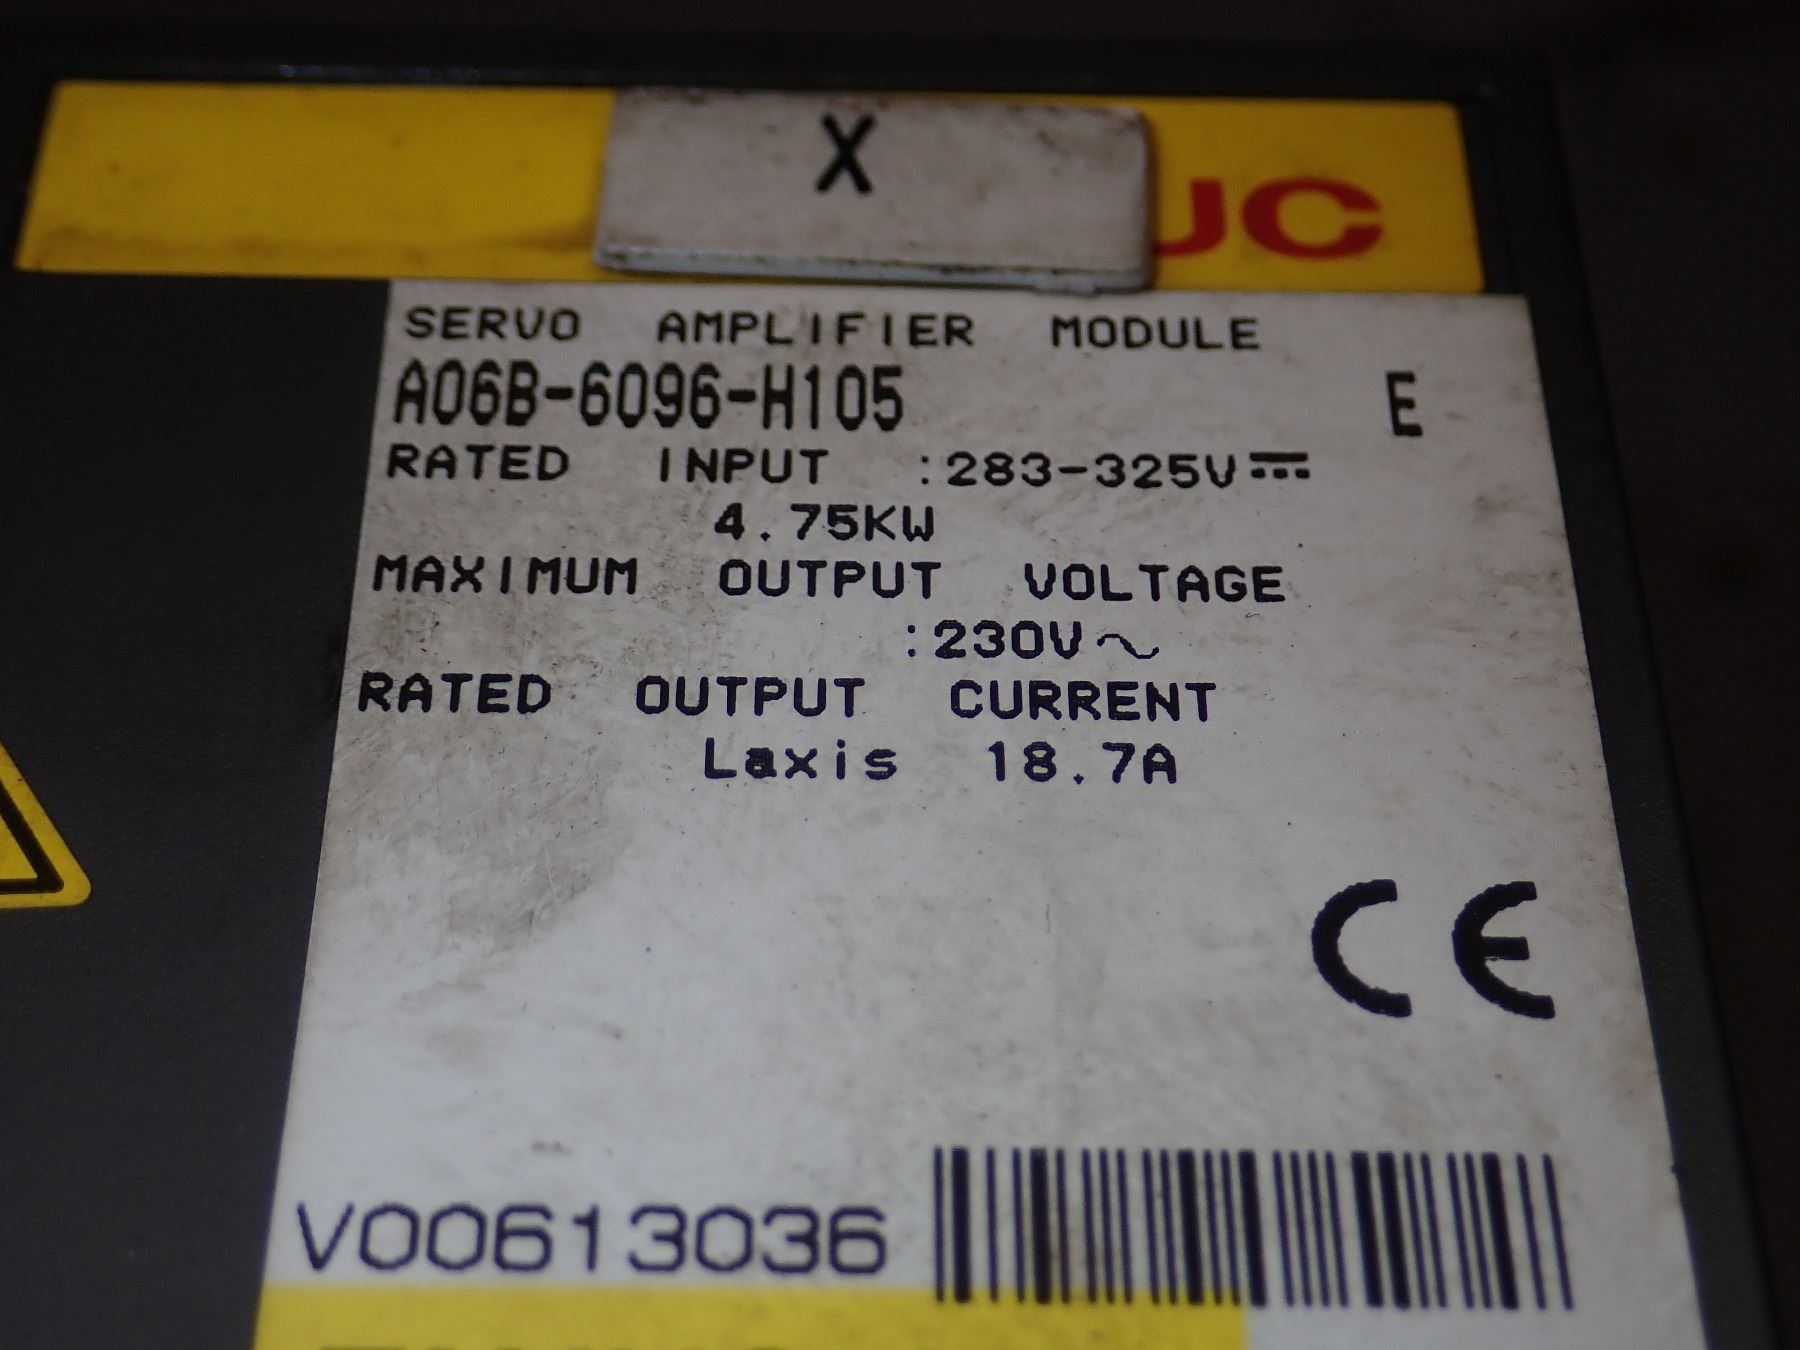 X
UC
SERVO AMPLIFIER MODULE
A06B-6096-H105 E
RATED INPUT :283-325V⎓
4.75KW
MAXIMUM OUTPUT VOLTAGE
:230V~
RATED OUTPUT CURRENT
Laxis 18.7A
CE
V00613036